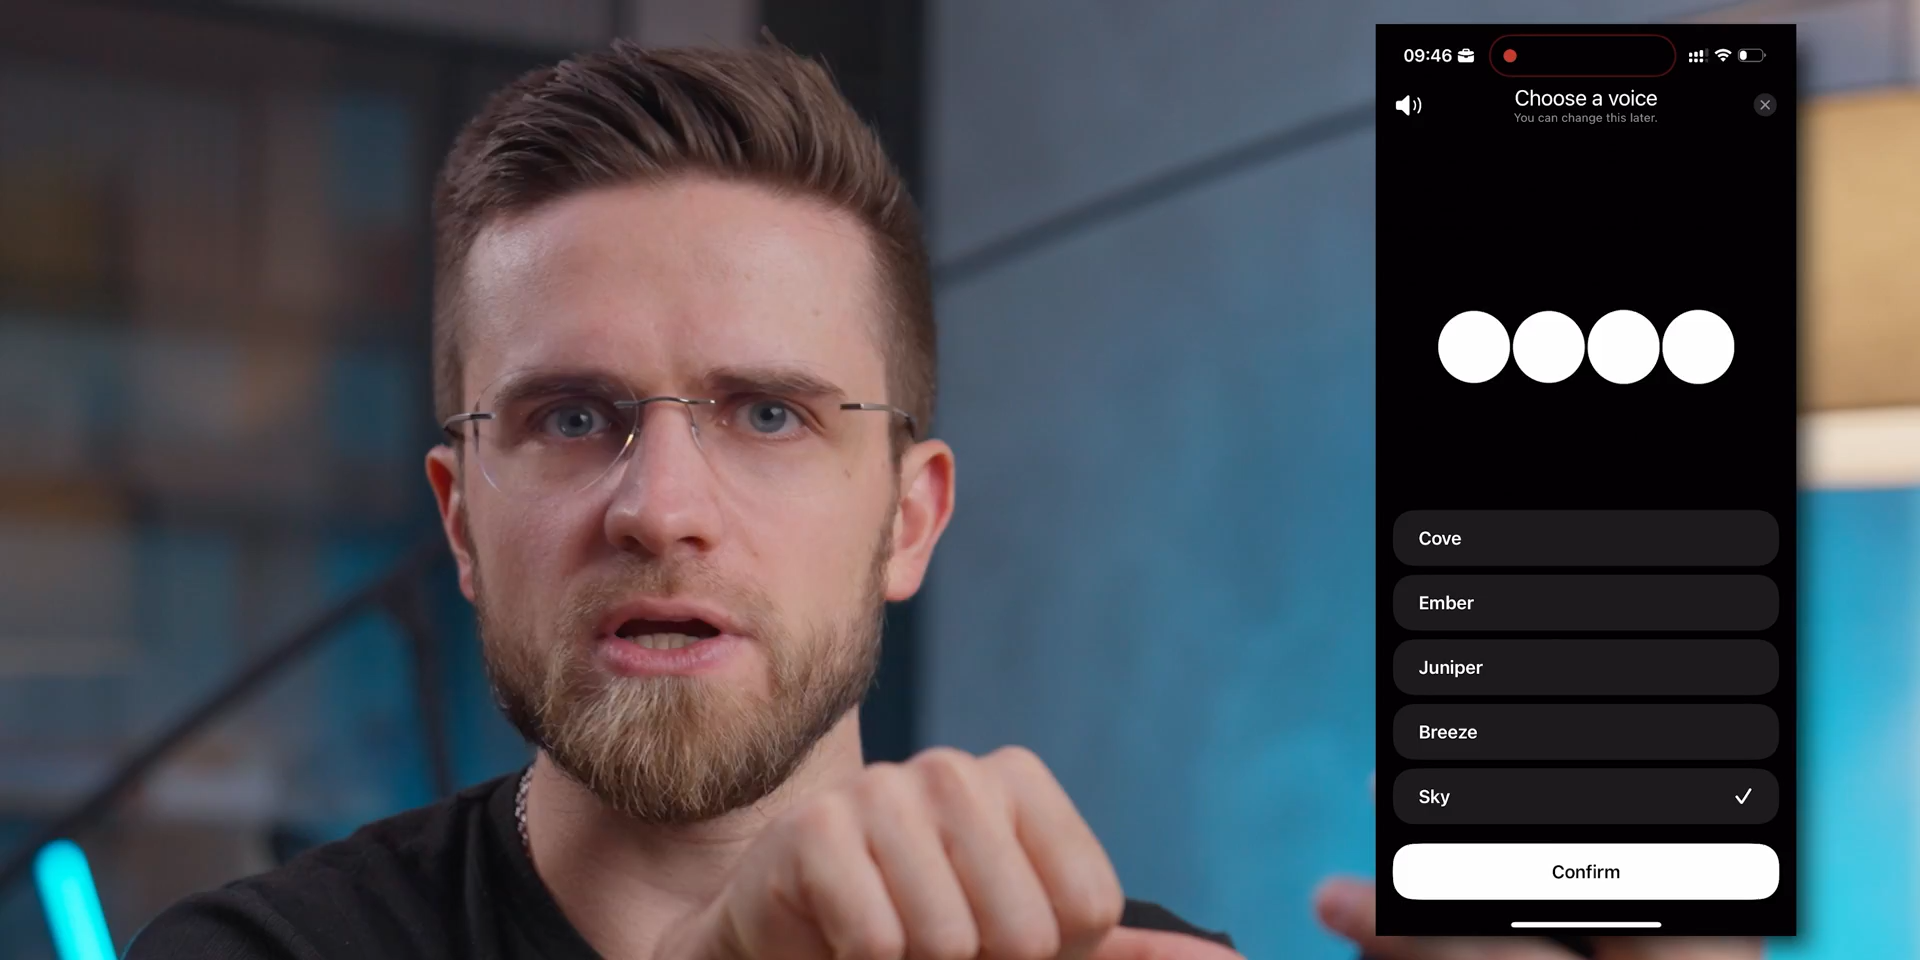 09:46
Choose a voice
You can change this later.
Cove
Ember
Juniper
Breeze
Sky
Confirm